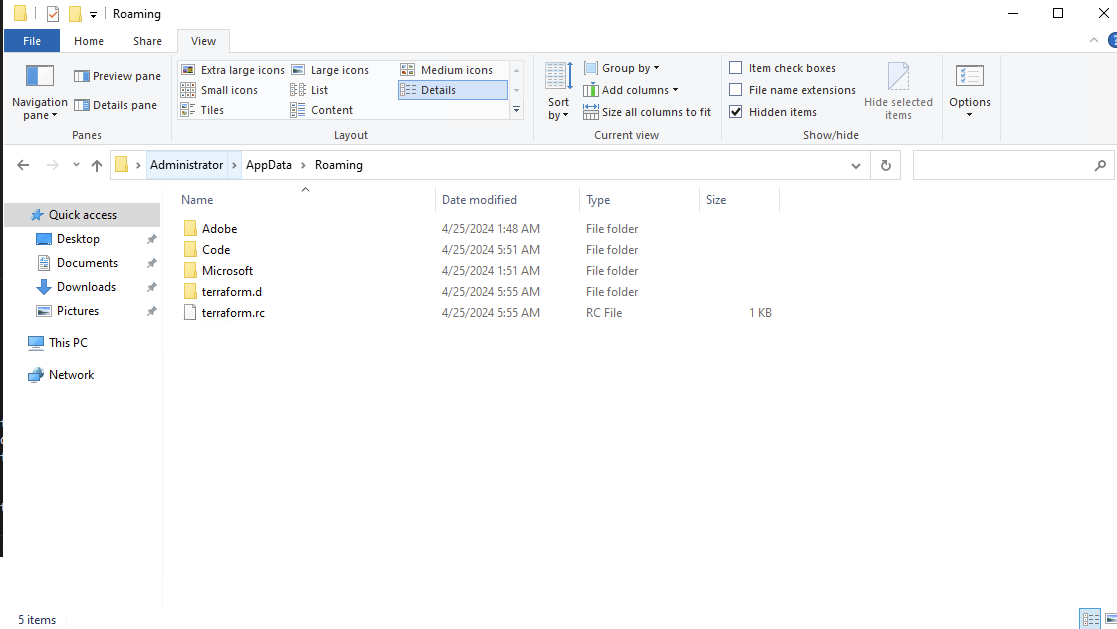 Roaming
File Home Share View
Navigation pane
Preview pane
Details pane
Panes
Extra large icons Large icons Medium icons
Small icons List Details
Tiles Content
Layout
Sort by
Group by
Add columns
Size all columns to fit
Current view
Item check boxes
File name extensions
Hidden items
Hide selected items
Show/hide
Options
Administrator AppData Roaming
Quick access
Desktop
Documents
Downloads
Pictures
This PC
Network
Name Date modified Type Size
Adobe 4/25/2024 1:48 AM File folder
Code 4/25/2024 5:51 AM File folder
Microsoft 4/25/2024 1:51 AM File folder
terraform.d 4/25/2024 5:55 AM File folder
terraform.rc 4/25/2024 5:55 AM RC File 1 KB
5 items